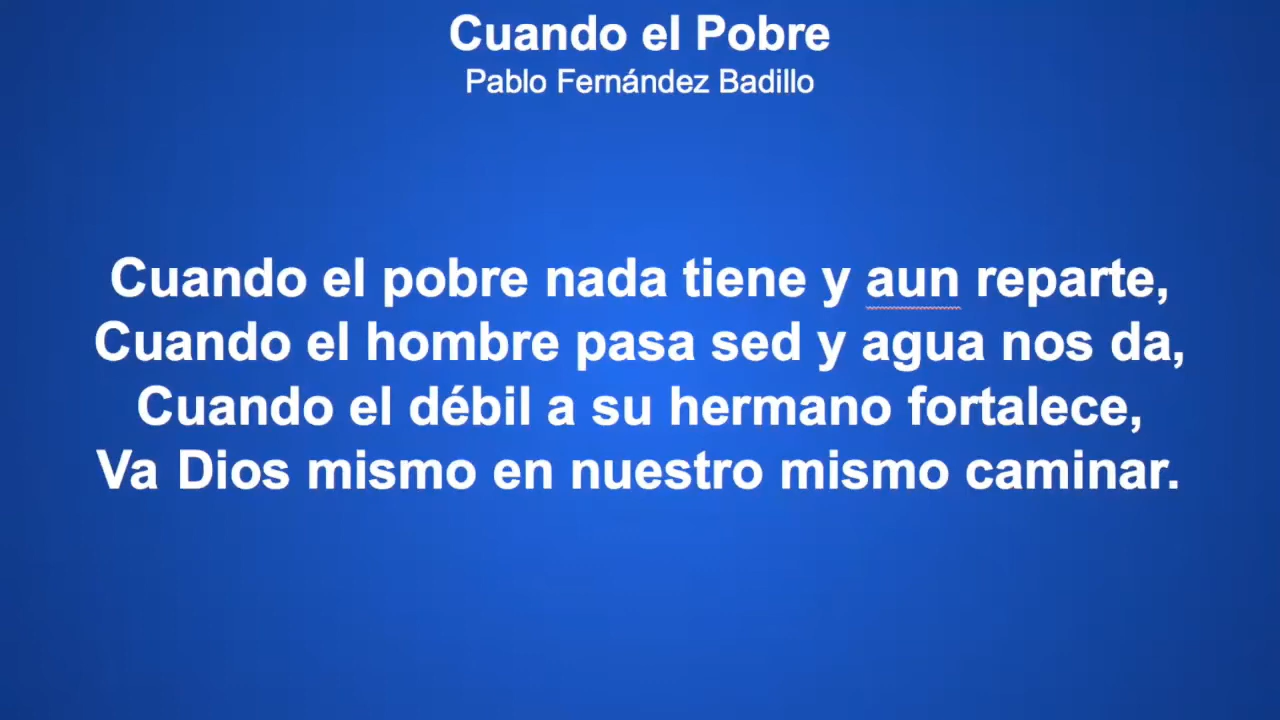 Cuando el Pobre
Pablo Fernández Badillo
Cuando el pobre nada tiene y aun reparte,
Cuando el hombre pasa sed y agua nos da,
Cuando el débil a su hermano fortalece,
Va Dios mismo en nuestro mismo caminar.